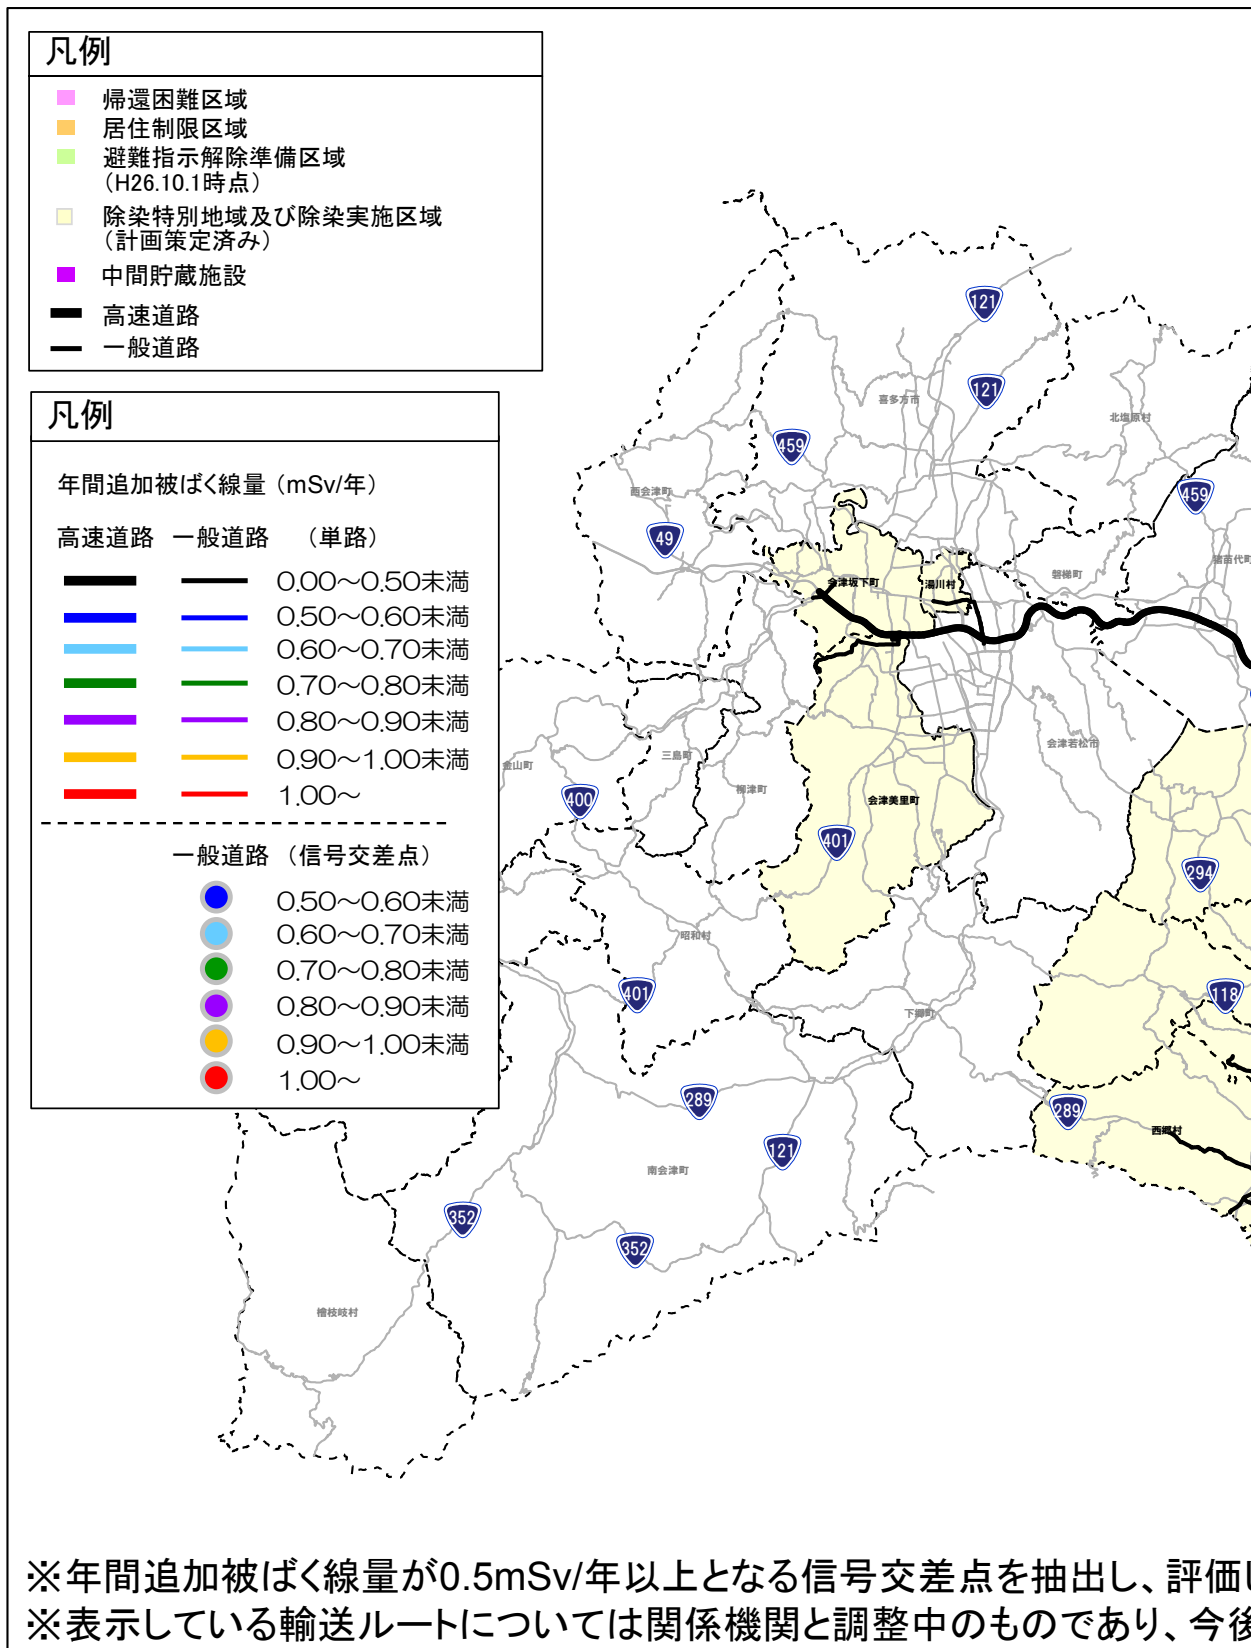 凡例
帰還困難区域
居住制限区域
避難指示解除準備区域
（H26.10.1時点）
除染特別地域及び除染実施区域
（計画策定済み）
中間貯蔵施設
高速道路
一般道路
凡例
年間追加被ばく線量（mSv/年）
高速道路 一般道路 （単路）
0.00～0.50未満
0.50～0.60未満
0.60～0.70未満
0.70～0.80未満
0.80～0.90未満
0.90～1.00未満
1.00～
一般道路（信号交差点）
0.50～0.60未満
0.60～0.70未満
0.70～0.80未満
0.80～0.90未満
0.90～1.00未満
1.00～
121
121
喜多方市
北塩原村
459
459
西会津町
49
猪苗代町
磐梯町
会津坂下町
湯川村
会津若松市
三島町
金山町
柳津町
400
会津美里町
401
294
昭和村
401
118
下郷町
289
289
西郷村
121
南会津町
352
352
檜枝岐村
※年間追加被ばく線量が0.5mSv/年以上となる信号交差点を抽出し、評価
※表示している輸送ルートについては関係機関と調整中のものであり、今後